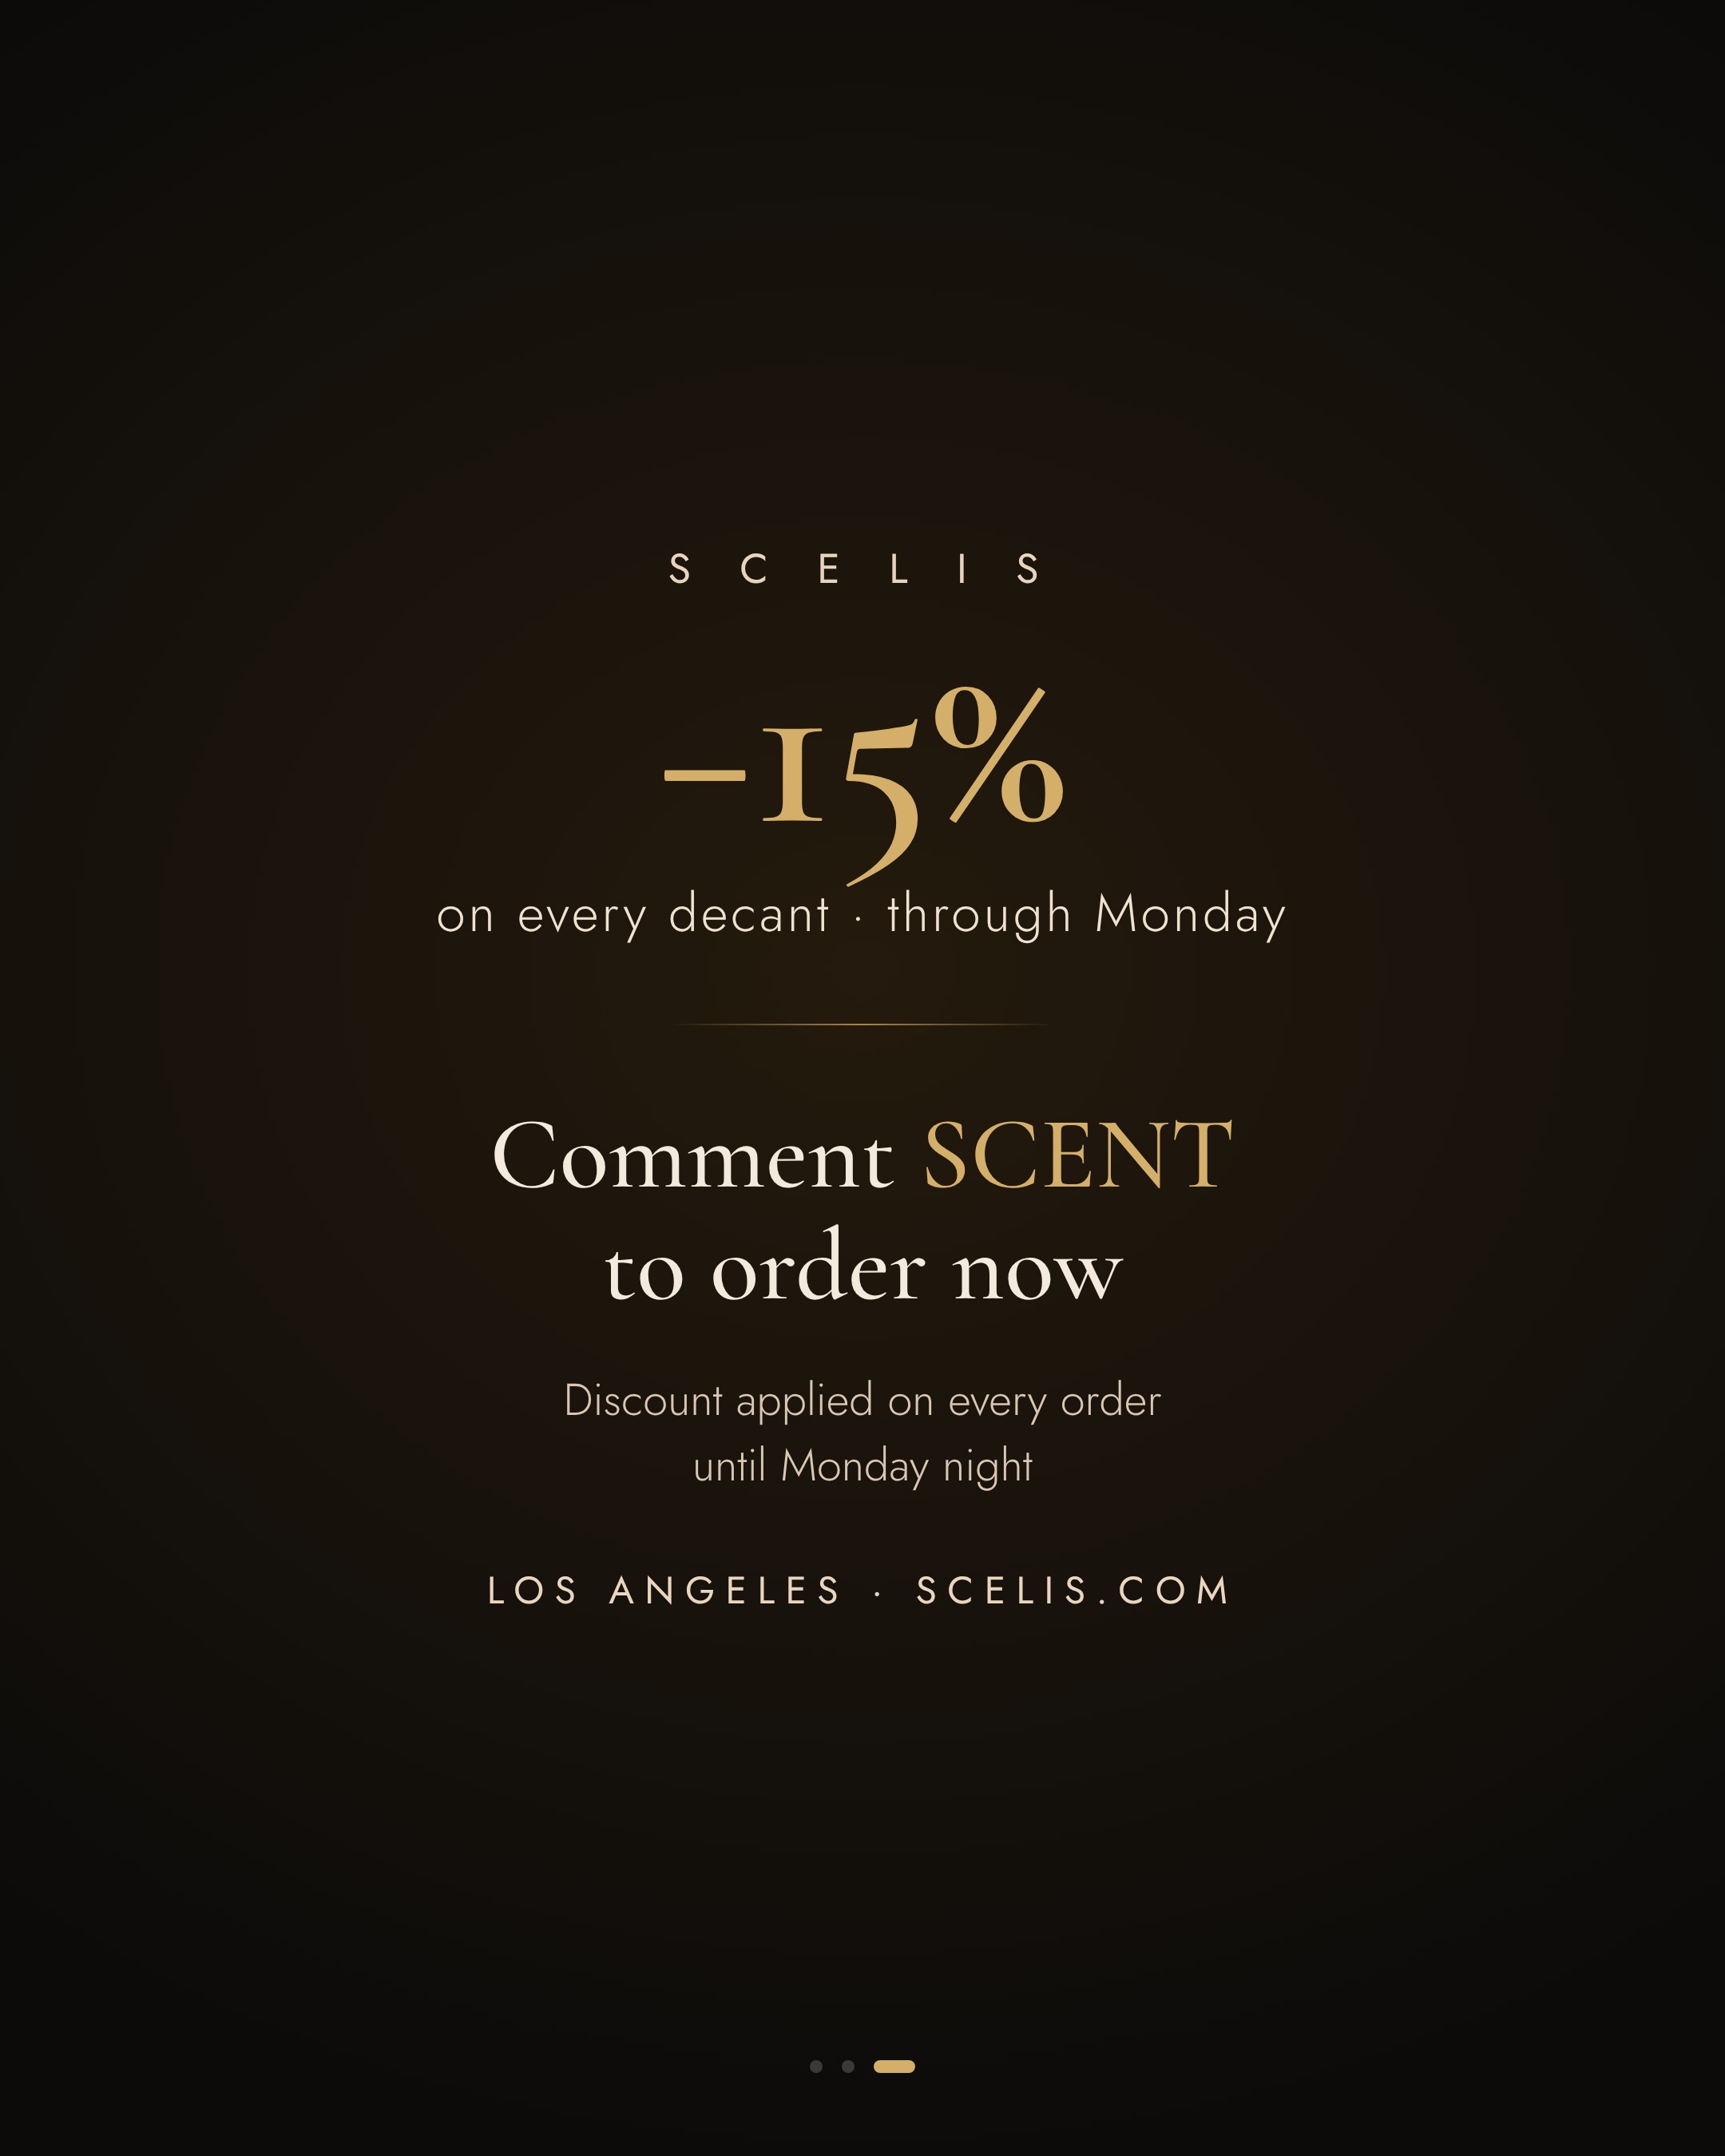 SCELIS
–15%
on every decant · through Monday
Comment SCENT
to order now
Discount applied on every order
until Monday night
LOS ANGELES · SCELIS.COM